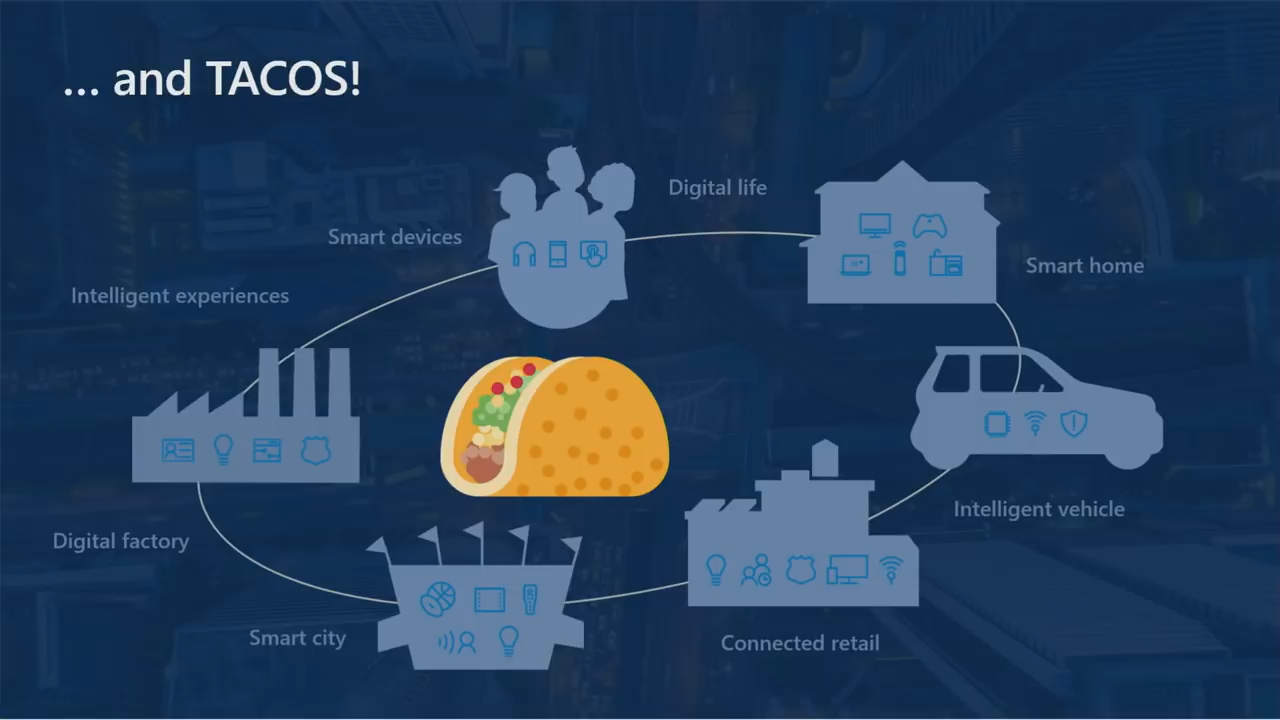 ... and TACOS!
Digital life
Smart devices
Smart home
Intelligent experiences
Intelligent vehicle
Digital factory
Smart city
Connected retail